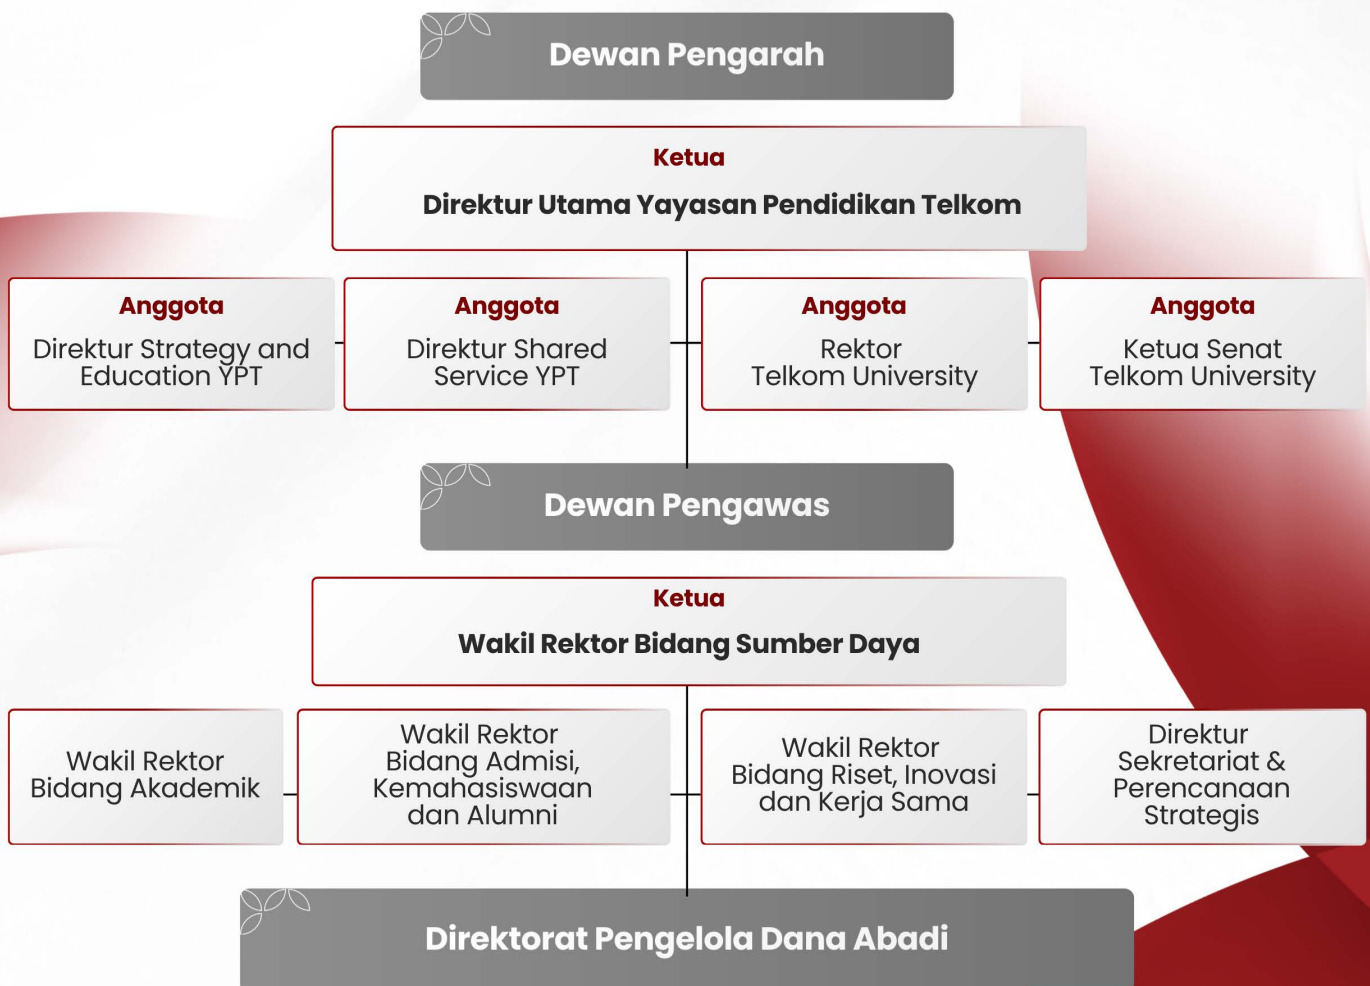 Dewan Pengarah
Ketua
Direktur Utama Yayasan Pendidikan Telkom
Anggota
Direktur Strategy and
Education YPT
Anggota
Direktur Shared
Service YPT
Anggota
Rektor
Telkom University
Anggota
Ketua Senat
Telkom University
Dewan Pengawas
Ketua
Wakil Rektor Bidang Sumber Daya
Wakil Rektor
Bidang Akademik
Wakil Rektor
Bidang Admisi,
Kemahasiswaan
dan Alumni
Wakil Rektor
Bidang Riset, Inovasi
dan Kerja Sama
Direktur
Sekretariat &
Perencanaan
Strategis
Direktorat Pengelola Dana Abadi